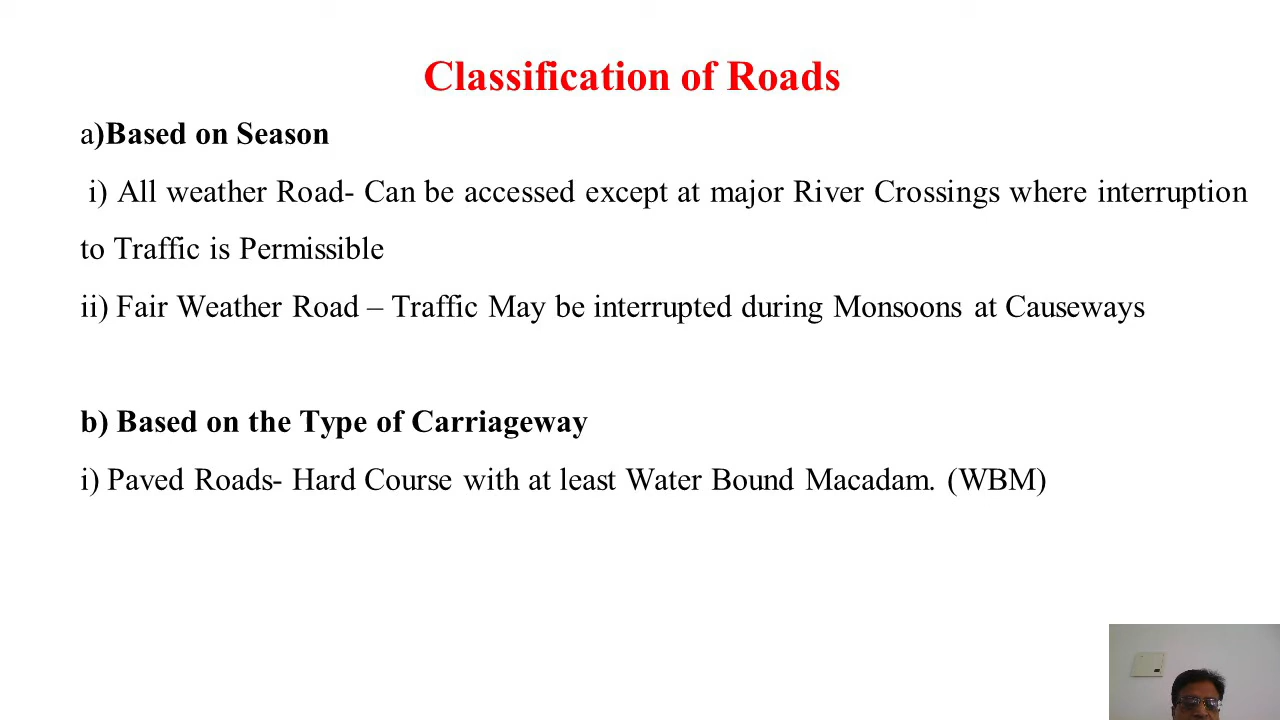 Classification of Roads
a)Based on Season
i) All weather Road- Can be accessed except at major River Crossings where interruption
to Traffic is Permissible
ii) Fair Weather Road – Traffic May be interrupted during Monsoons at Causeways
b) Based on the Type of Carriageway
i) Paved Roads- Hard Course with at least Water Bound Macadam. (WBM)